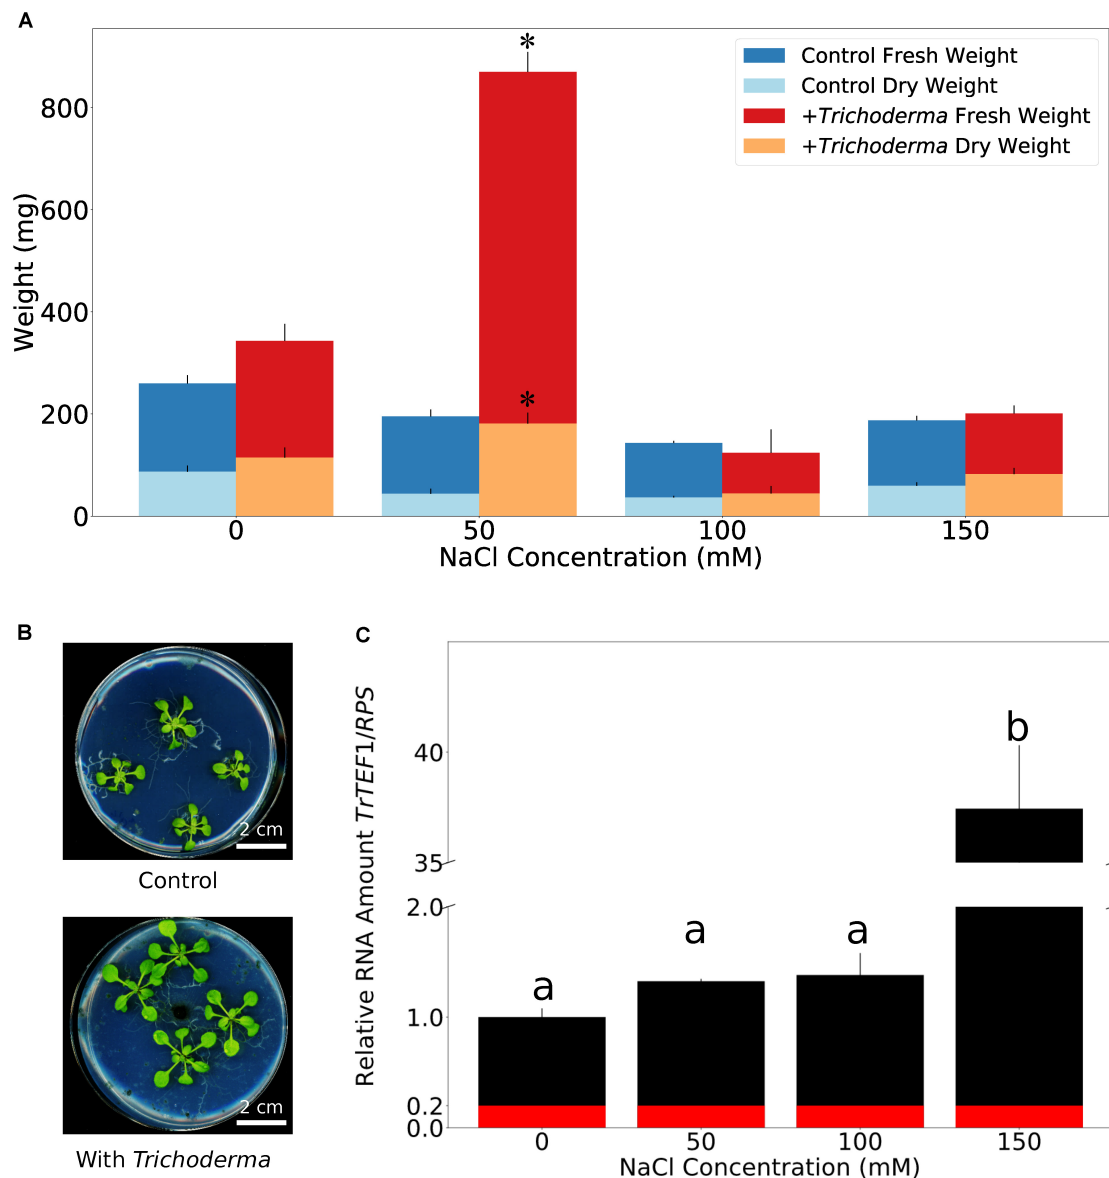 A
*
Control Fresh Weight
Control Dry Weight
+Trichoderma Fresh Weight
+Trichoderma Dry Weight
800
600
400
200
0
Weight (mg)
*
0 50 100 150
NaCl Concentration (mM)
B
2 cm
Control
2 cm
With Trichoderma
C
Relative RNA Amount TrTEF1/RPS
40
35
2.0
1.0
0.2
0.0
a a a b
0 50 100 150
NaCl Concentration (mM)